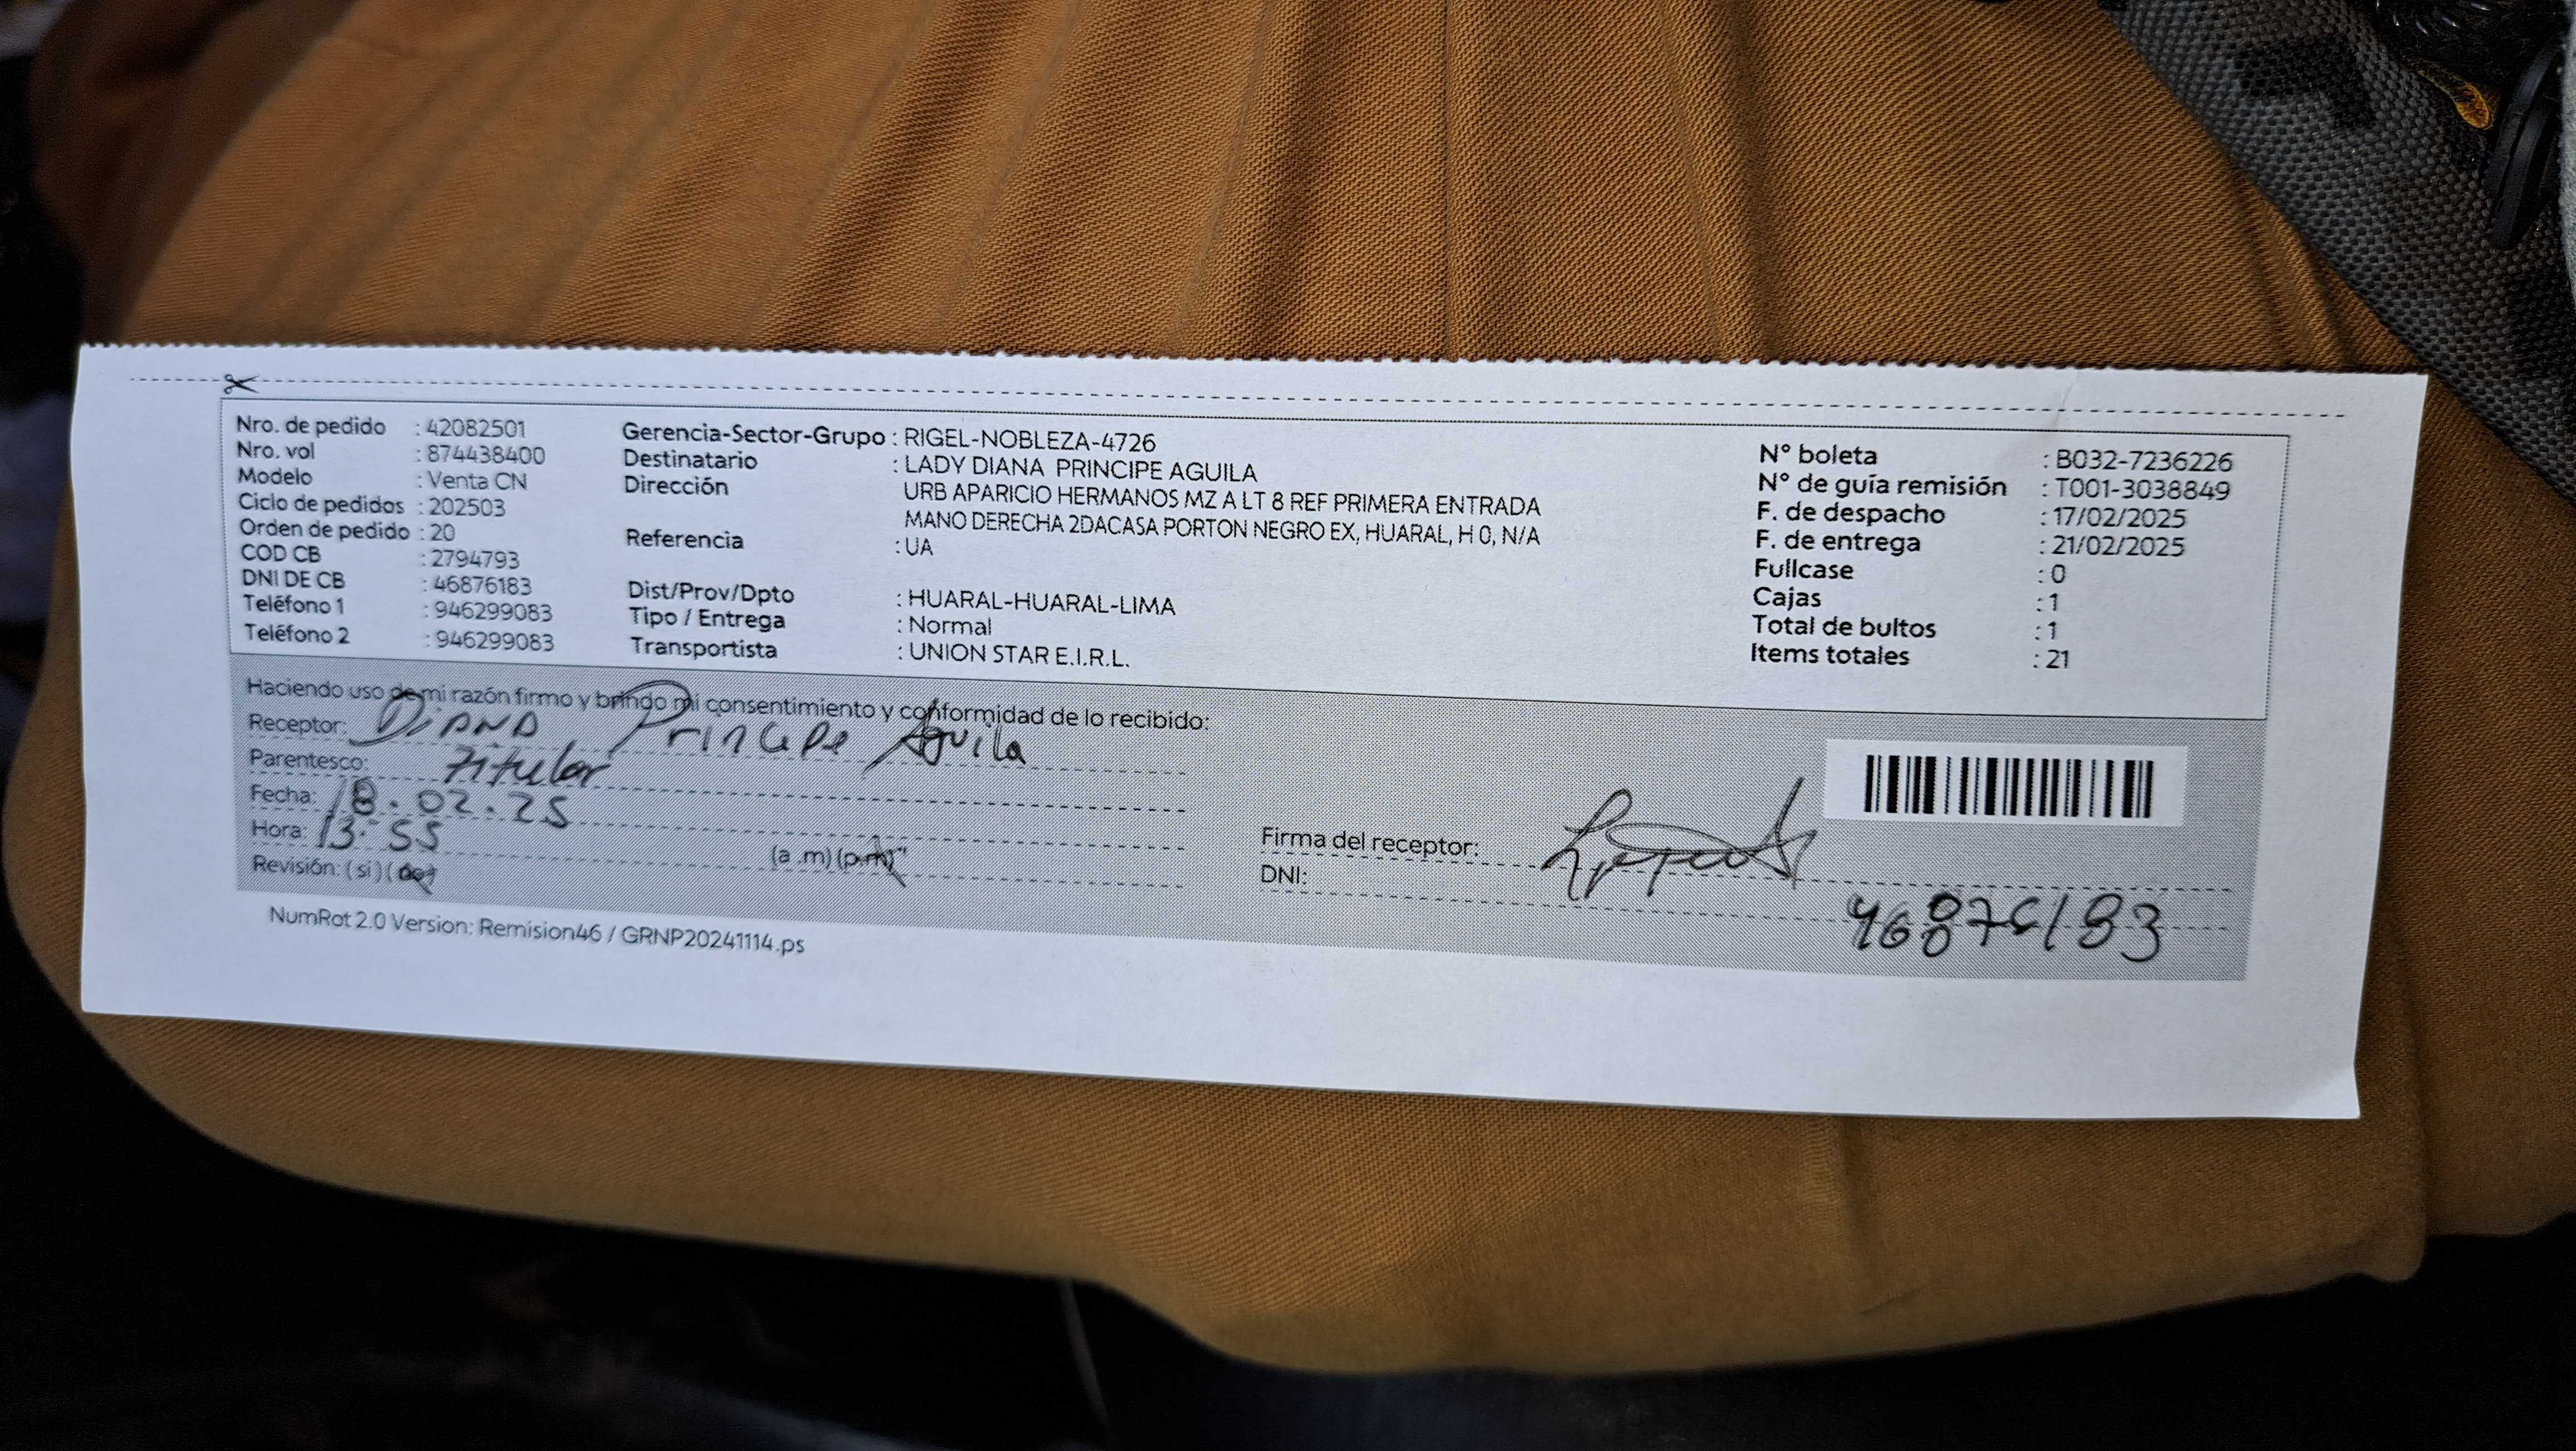 Nro. de pedido : 42082501
Nro. vol : 874438400
Modelo : Venta CN
Ciclo de pedidos : 202503
Orden de pedido : 20
COD CB : 2794793
DNI DE CB : 46876183
Teléfono 1 : 946299083
Teléfono 2 : 946299083
Gerencia-Sector-Grupo : RIGEL-NOBLEZA-4726
Destinatario : LADY DIANA PRINCIPE AGUILA
Dirección URB APARICIO HERMANOS MZ A LT 8 REF PRIMERA ENTRADA
MANO DERECHA 2DACASA PORTON NEGRO EX, HUARAL, H 0, N/A
Referencia : UA
Dist/Prov/Dpto : HUARAL-HUARAL-LIMA
Tipo / Entrega : Normal
Transportista : UNION STAR E.I.R.L.
N° boleta : B032-7236226
N° de guía remisión : T001-3038849
F. de despacho : 17/02/2025
F. de entrega : 21/02/2025
Fullcase : 0
Cajas : 1
Total de bultos : 1
Items totales : 21
Haciendo uso de mi razón firmo y brindo mi consentimiento y conformidad de lo recibido:
Receptor: DIANA Principe Aguila
Parentesco: titular
Fecha: 18.02.25
Hora: 13:55 (a .m) (p.m)
Revisión: ( si ) ( no )
Firma del receptor:
DNI: 46876183
NumRot 2.0 Version: Remision46 / GRNP20241114.ps